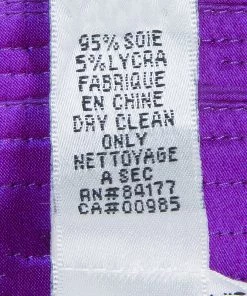 95% SOIE
5% LYCRA
FABRIQUE
EN CHINE
DRY CLEAN
ONLY
NETTOYAGE
A SEC
RN#84177
CA#00985